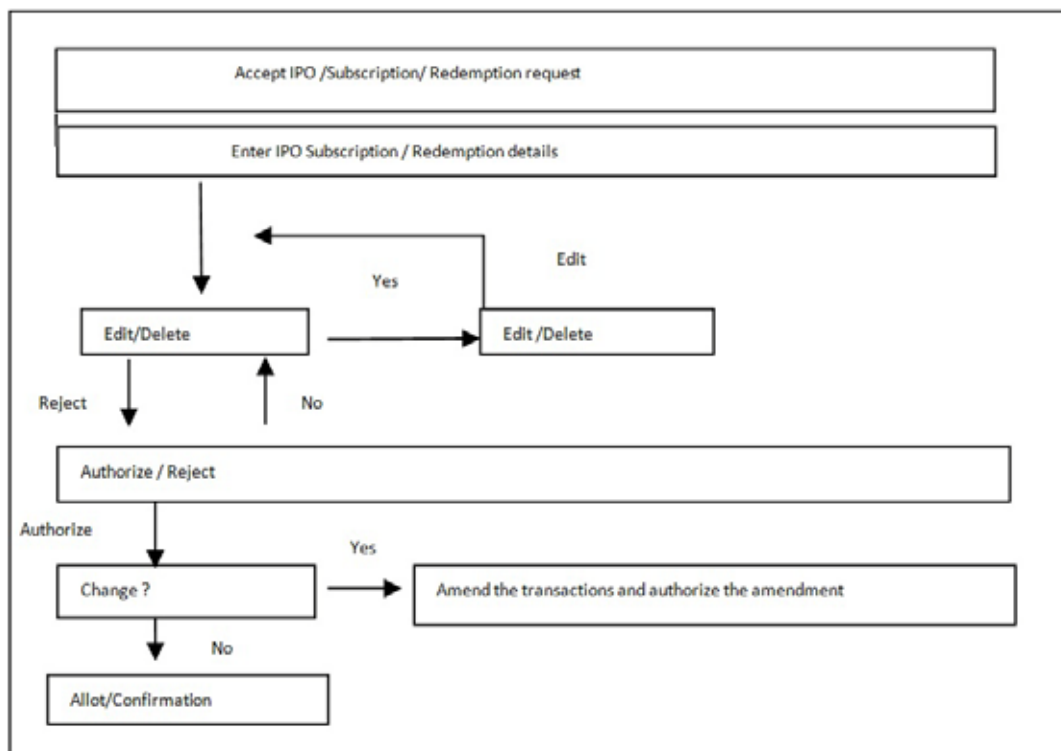 Accept IPO /Subscription/ Redemption request
Enter IPO Subscription / Redemption details
Edit
Yes
Edit/Delete
Edit /Delete
Reject
No
Authorize / Reject
Authorize
Yes
Change ?
Amend the transactions and authorize the amendment
No
Allot/Confirmation